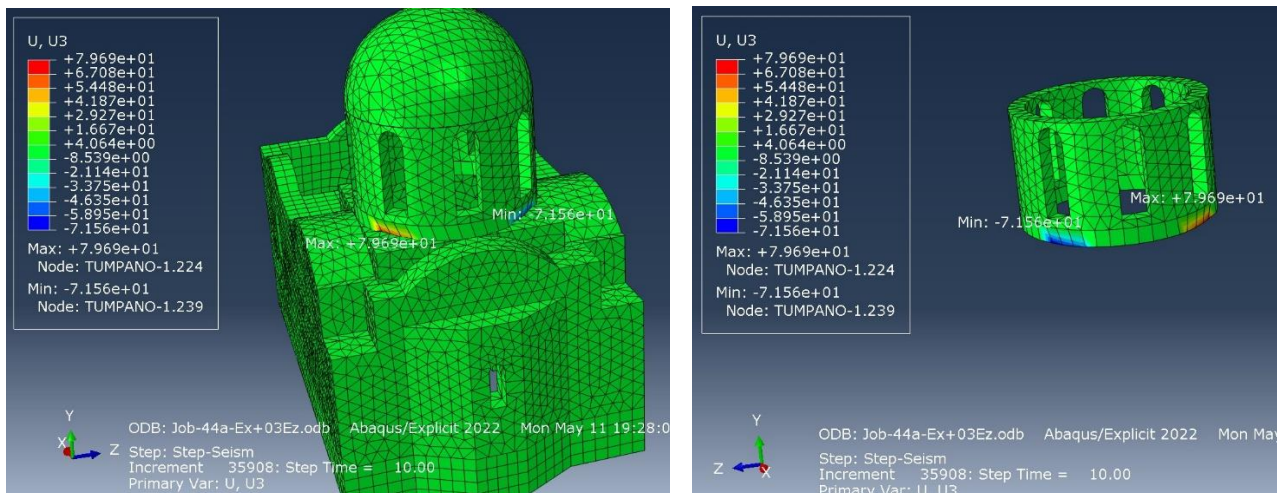 U, U3
+7.969e+01
+6.708e+01
+5.448e+01
+4.187e+01
+2.927e+01
+1.667e+01
+4.064e+00
-8.539e+00
-2.114e+01
-3.375e+01
-4.635e+01
-5.895e+01
-7.156e+01
Max: +7.969e+01
Node: TUMPANO-1.224
Min: -7.156e+01
Node: TUMPANO-1.239
Min: -7.156e+01
Max: +7.969e+01
Y
X
Z
ODB: Job-44a-Ex+03Ez.odb Abaqus/Explicit 2022 Mon May 11 19:28:0
Step: Step-Seism
Increment 35908: Step Time = 10.00
Primary Var: U, U3
U, U3
+7.969e+01
+6.708e+01
+5.448e+01
+4.187e+01
+2.927e+01
+1.667e+01
+4.064e+00
-8.539e+00
-2.114e+01
-3.375e+01
-4.635e+01
-5.895e+01
-7.156e+01
Max: +7.969e+01
Node: TUMPANO-1.224
Min: -7.156e+01
Node: TUMPANO-1.239
Max: +7.969e+01
Min: -7.156e+01
Y
Z
X
ODB: Job-44a-Ex+03Ez.odb Abaqus/Explicit 2022 Mon May
Step: Step-Seism
Increment 35908: Step Time = 10.00
Primary Var: U, U3